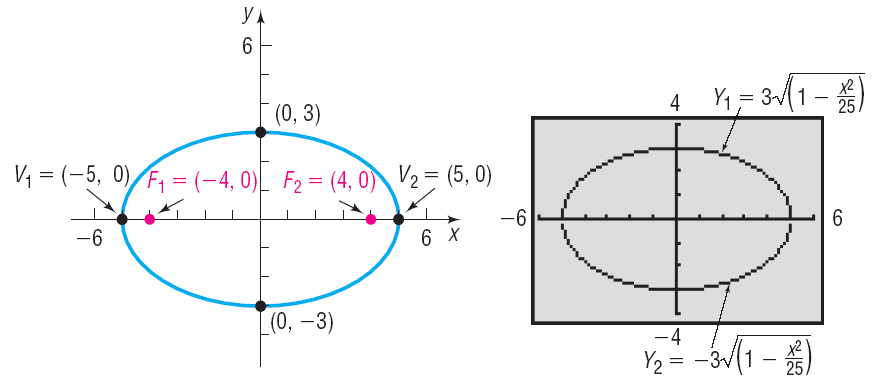 y
6
(0, 3)
V₁ = (−5, 0)
F₁ = (−4, 0)
F₂ = (4, 0)
V₂ = (5, 0)
−6
6
x
(0, −3)
4
Y₁ = 3√(1 − x²/25)
−6
6
−4
Y₂ = −3√(1 − x²/25)